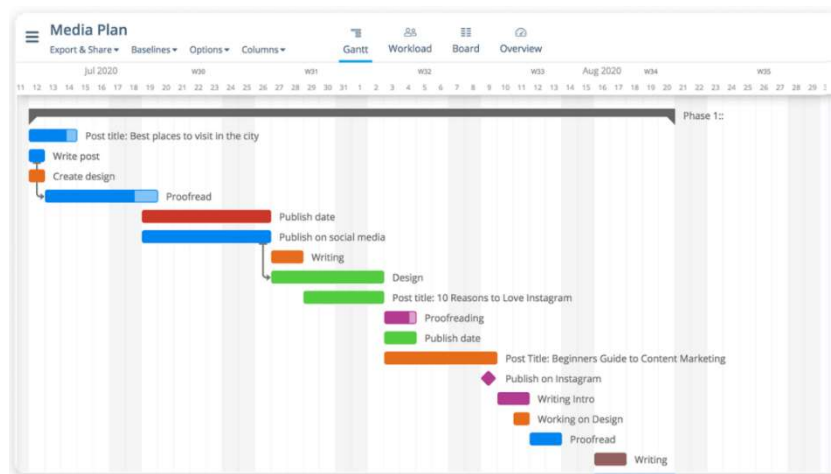 Media Plan
Export & Share Baselines Options Columns
Gantt Workload Board Overview
Jul 2020 W30 W31 W32 W33 Aug 2020 W34 W35
11 12 13 14 15 16 17 18 19 20 21 22 23 24 25 26 27 28 29 30 31 1 2 3 4 5 6 7 8 9 10 11 12 13 14 15 16 17 18 19 20 21 22 23 24 25 26 27 28 29 3
Phase 1::
Post title: Best places to visit in the city
Write post
Create design
Proofread
Publish date
Publish on social media
Writing
Design
Post title: 10 Reasons to Love Instagram
Proofreading
Publish date
Post Title: Beginners Guide to Content Marketing
Publish on Instagram
Writing Intro
Working on Design
Proofread
Writing